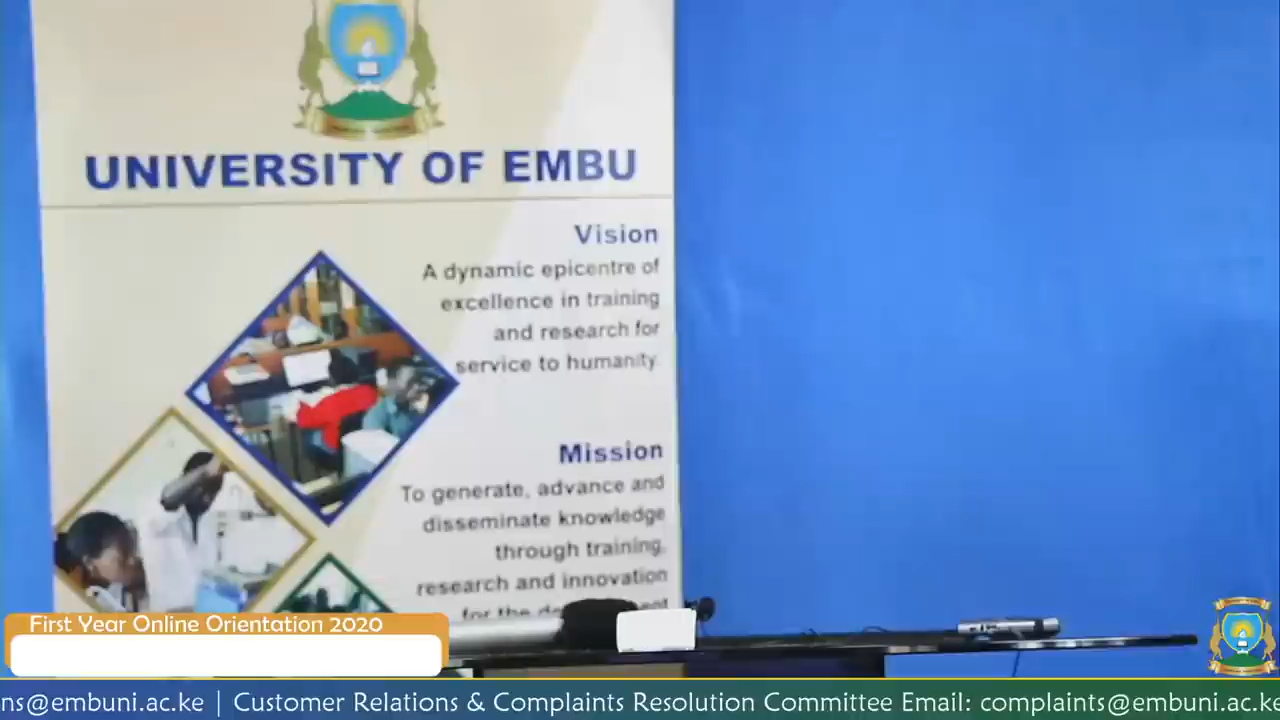 UNIVERSITY OF EMBU
Vision
A dynamic epicentre of
excellence in training
and research for
service to humanity.
Mission
To generate, advance and
disseminate knowledge
through training,
research and innovation
for the
First Year Online Orientation 2020
ns@embuni.ac.ke | Customer Relations & Complaints Resolution Committee Email: complaints@embuni.ac.ke